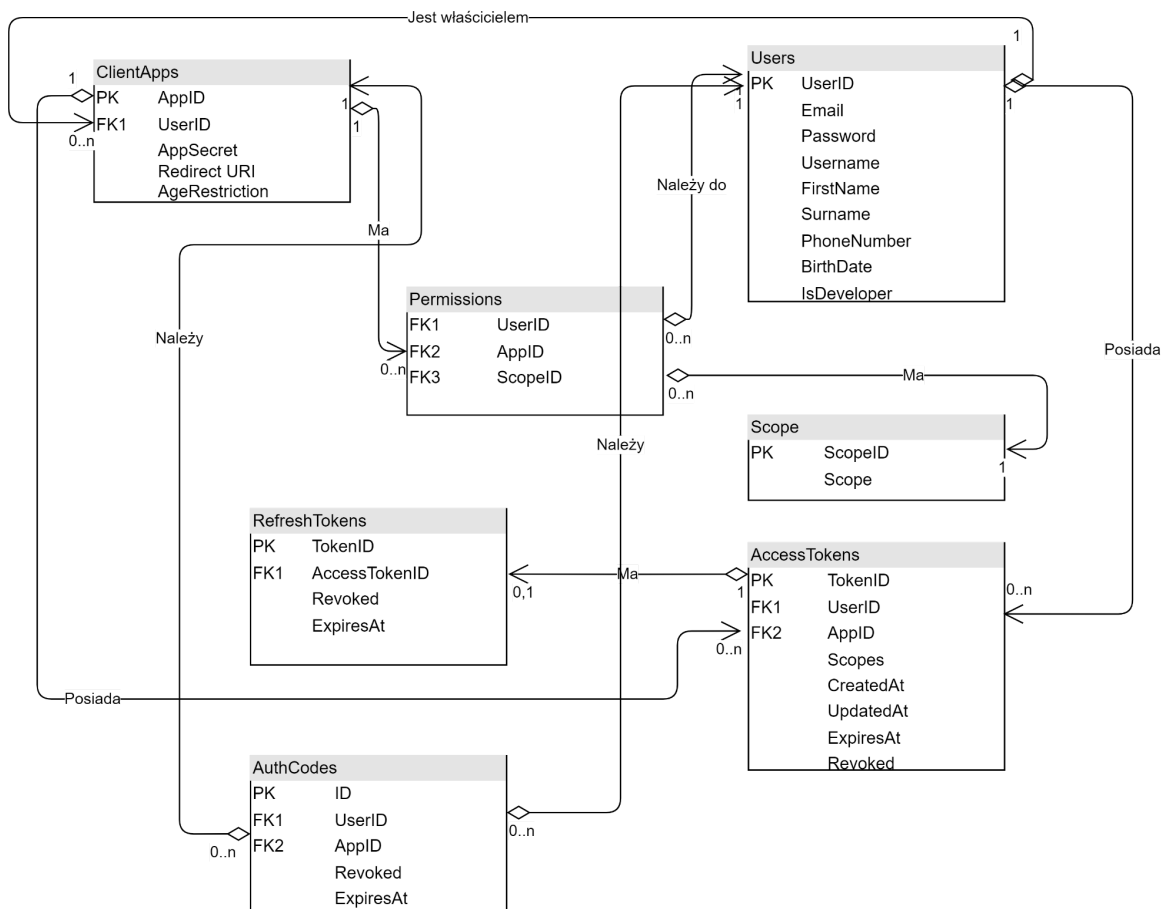 Jest właścicielem
1
ClientApps
1
PK AppID
FK1 UserID
0..n
AppSecret
Redirect URI
AgeRestriction
1
1
Users
1
PK UserID
1
Email
Password
Username
FirstName
Surname
PhoneNumber
BirthDate
IsDeveloper
Należy do
Ma
Permissions
FK1 UserID
FK2 AppID
FK3 ScopeID
0..n
0..n
0..n
Należy
Posiada
Ma
Należy
Scope
PK ScopeID
Scope
1
RefreshTokens
PK TokenID
FK1 AccessTokenID
Revoked
ExpiresAt
Ma
0,1
1
AccessTokens
PK TokenID
FK1 UserID
FK2 AppID
Scopes
CreatedAt
UpdatedAt
ExpiresAt
Revoked
0..n
0..n
Posiada
AuthCodes
PK ID
FK1 UserID
FK2 AppID
Revoked
ExpiresAt
0..n
0..n